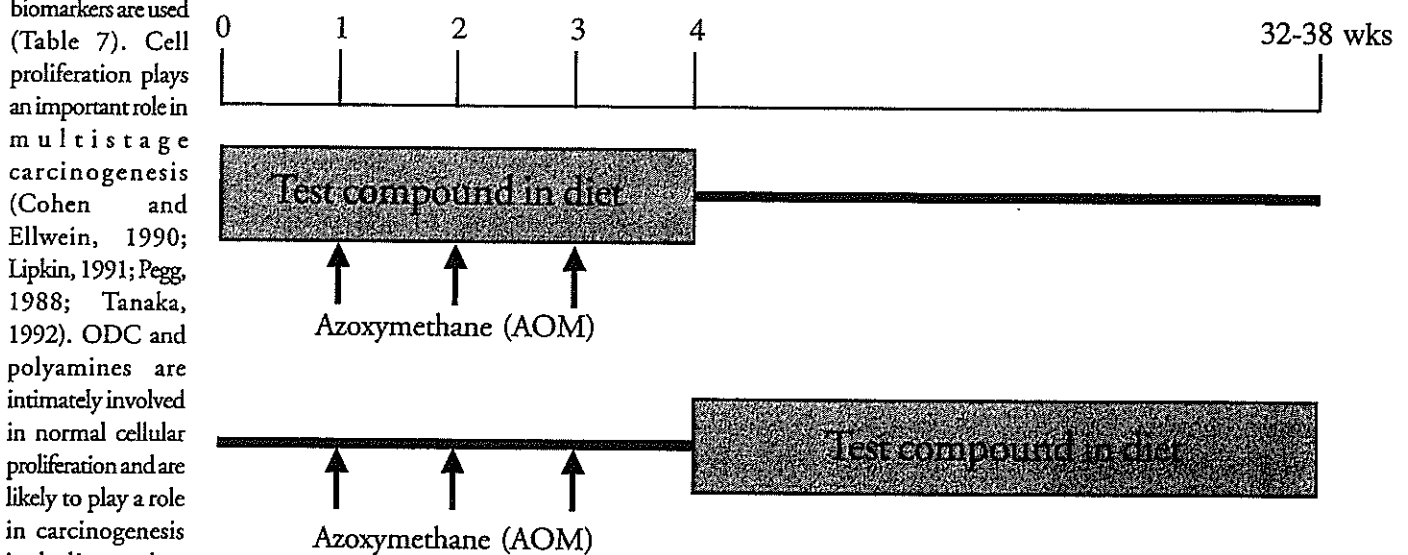 biomarkers are used
(Table 7). Cell
proliferation plays
an important role in
multistage
carcinogenesis
(Cohen and
Ellwein, 1990;
Lipkin, 1991; Pegg,
1988; Tanaka,
1992). ODC and
polyamines are
intimately involved
in normal cellular
proliferation and are
likely to play a role
in carcinogenesis
0 1 2 3 4 32-38 wks
Test compound in diet
Azoxymethane (AOM)
Test compound in diet
Azoxymethane (AOM)